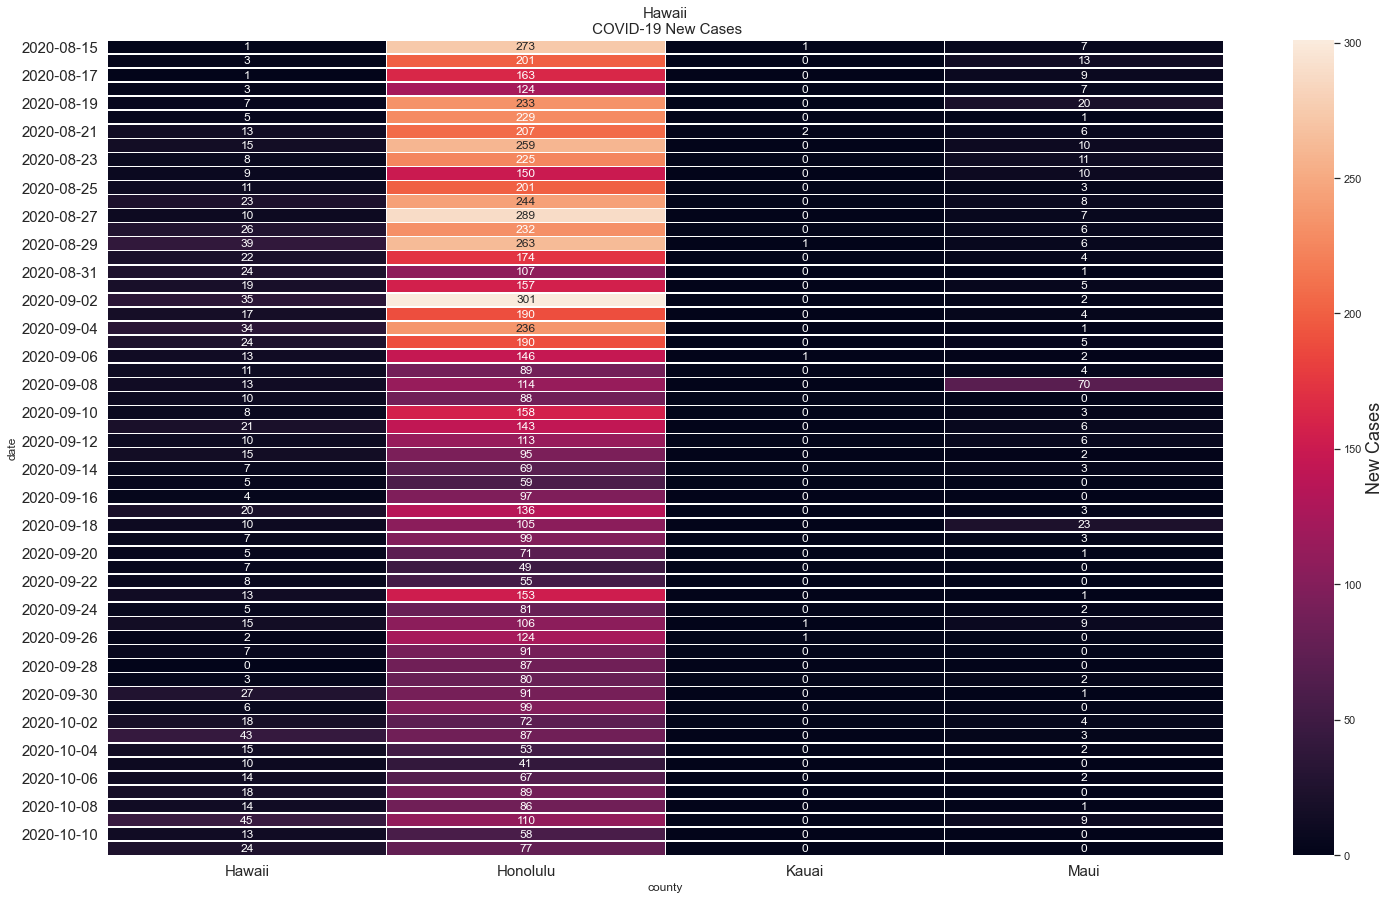 Hawaii
COVID-19 New Cases
2020-08-15 1 273 1 7 300
3 201 0 13
2020-08-17 1 163 0 9
3 124 0 7
2020-08-19 7 233 0 20
5 229 0 1
2020-08-21 13 207 2 6
15 259 0 10
2020-08-23 8 225 0 11
9 150 0 10 250
2020-08-25 11 201 0 3
23 244 0 8
2020-08-27 10 289 0 7
26 232 0 6
2020-08-29 39 263 1 6
22 174 0 4
2020-08-31 24 107 0 1
19 157 0 5
2020-09-02 35 301 0 2
17 190 0 4 200
2020-09-04 34 236 0 1
24 190 0 5
2020-09-06 13 146 1 2
11 89 0 4
2020-09-08 13 114 0 70
10 88 0 0
2020-09-10 8 158 0 3
21 143 0 6
2020-09-12 10 113 0 6
date
New Cases
15 95 0 2 150
2020-09-14 7 69 0 3
5 59 0 0
2020-09-16 4 97 0 0
20 136 0 3
2020-09-18 10 105 0 23
7 99 0 3
2020-09-20 5 71 0 1
7 49 0 0
2020-09-22 8 55 0 0 100
13 153 0 1
2020-09-24 5 81 0 2
15 106 1 9
2020-09-26 2 124 1 0
7 91 0 0
2020-09-28 0 87 0 0
3 80 0 2
2020-09-30 27 91 0 1
6 99 0 0
2020-10-02 18 72 0 4 50
43 87 0 3
2020-10-04 15 53 0 2
10 41 0 0
2020-10-06 14 67 0 2
18 89 0 0
2020-10-08 14 86 0 1
45 110 0 9
2020-10-10 13 58 0 0
24 77 0 0 0
Hawaii Honolulu Kauai Maui
county